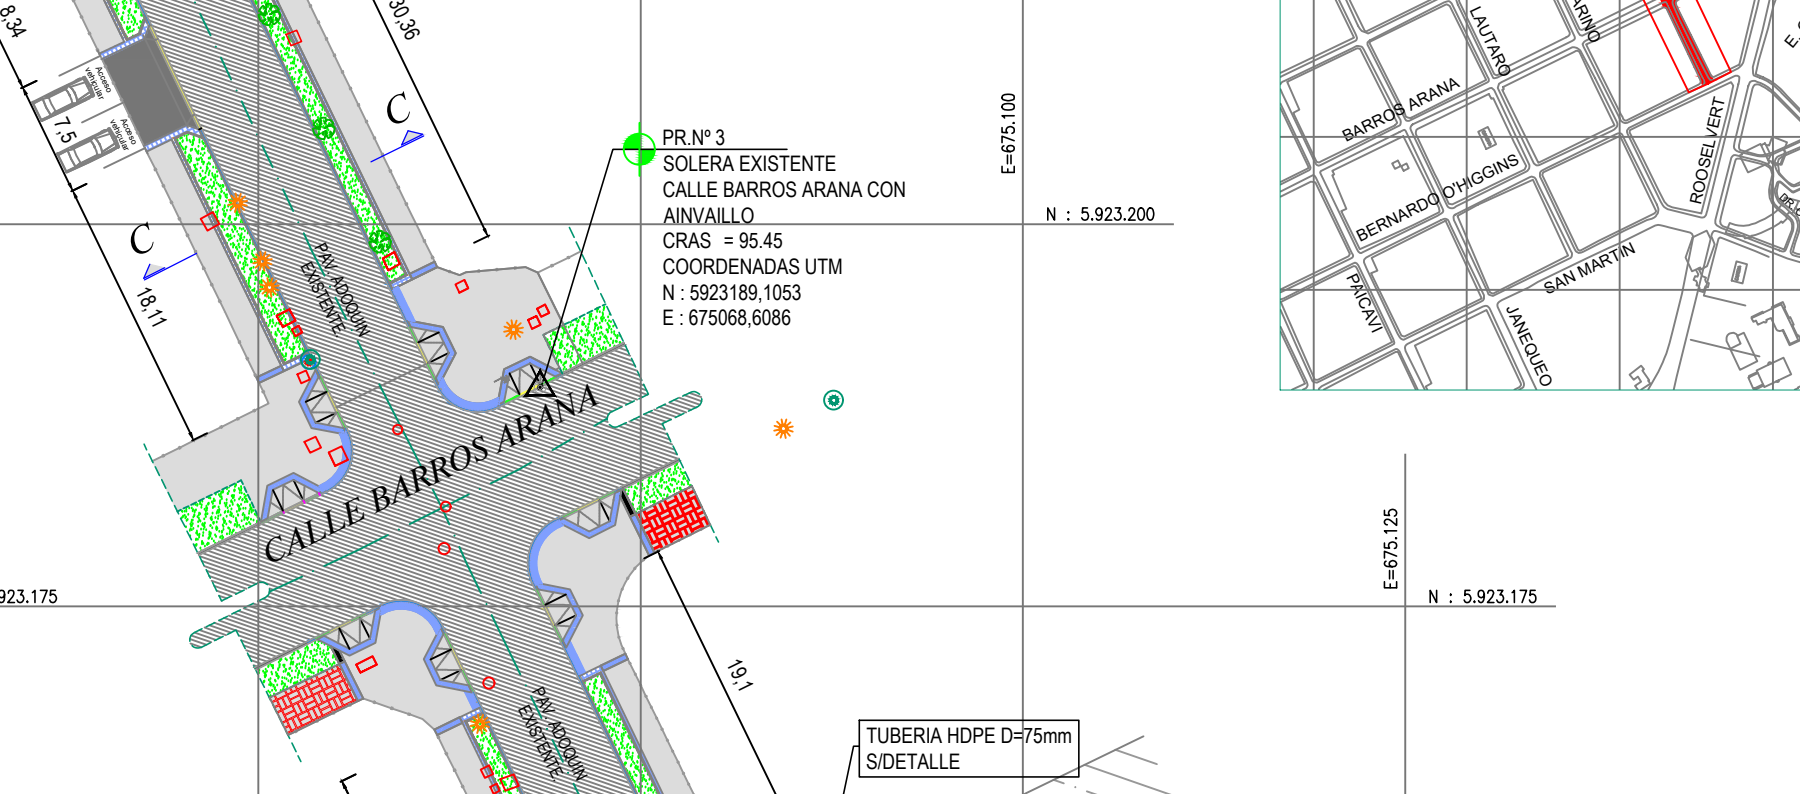 8,34
30,36
Acceso
vehicular
7,5
Acceso
vehicular
C
C
18,11
PAV. ADOQUIN
EXISTENTE
PR.Nº 3
SOLERA EXISTENTE
CALLE BARROS ARANA CON
AINVAILLO
CRAS = 95.45
COORDENADAS UTM
N : 5923189,1053
E : 675068,6086
E=675.100
N : 5.923.200
CALLE BARROS ARANA
923.175
E=675.125
N : 5.923.175
19,1
PAV. ADOQUIN
EXISTENTE
TUBERIA HDPE D=75mm
S/DETALLE
LAUTARO
ARINO
BARROS ARANA
BERNARDO O'HIGGINS
ROOSELVERT
SAN MARTIN
PAICAVI
JANEQUEO